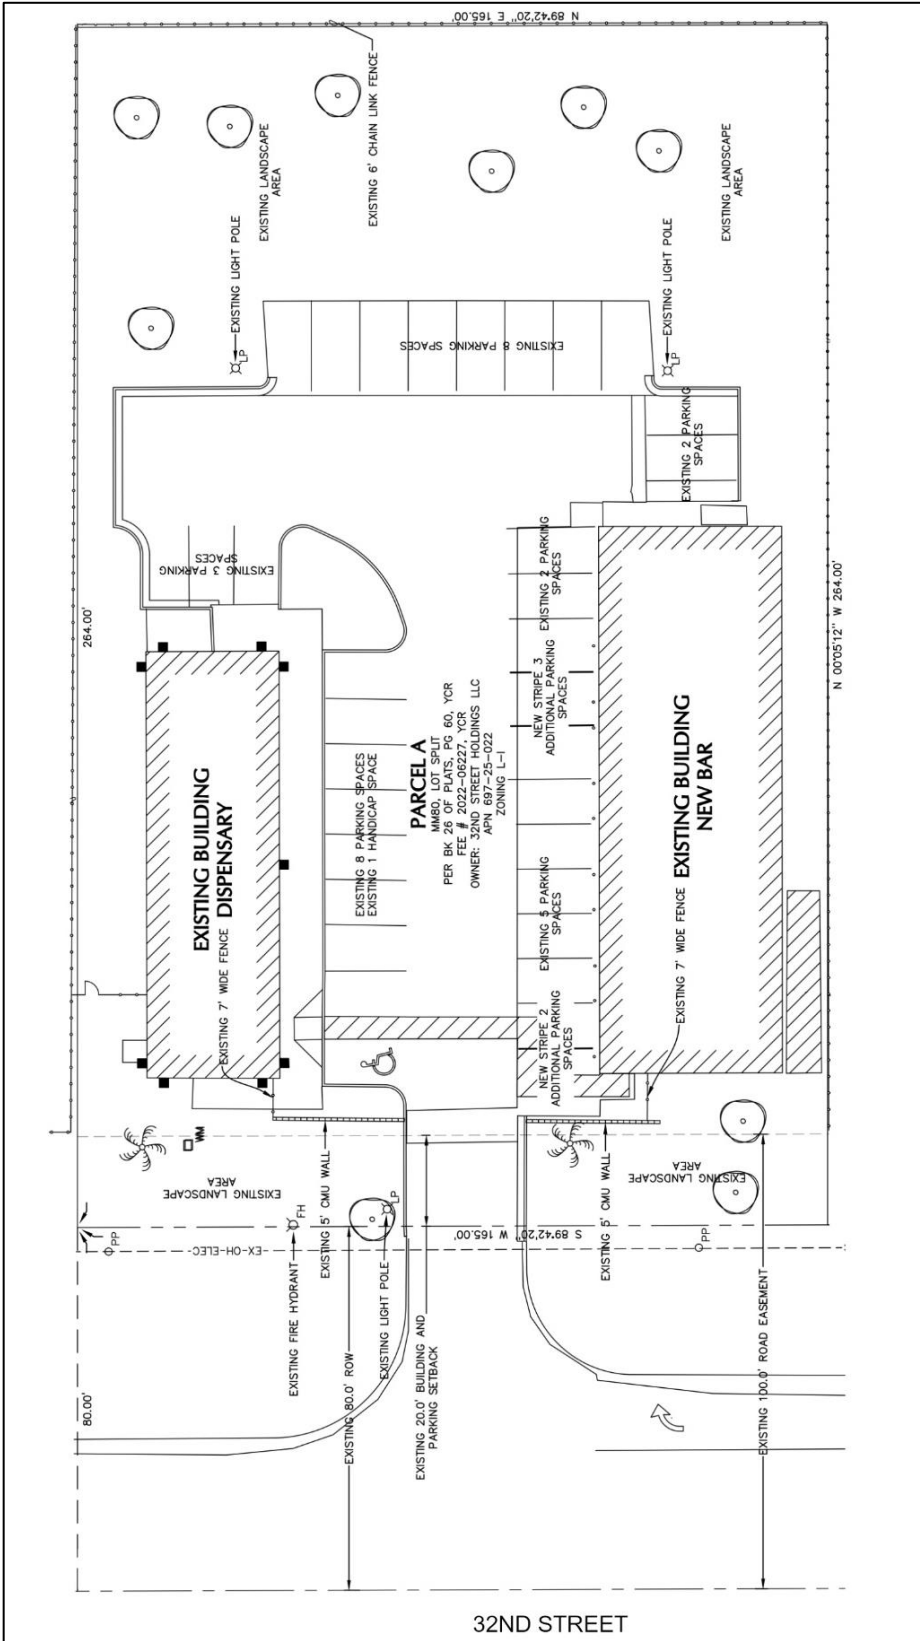 N 89°42'20" E 165.00'
EXISTING 6' CHAIN LINK FENCE
EXISTING LANDSCAPE
AREA
EXISTING LANDSCAPE
AREA
EXISTING LIGHT POLE
LP
EXISTING LIGHT POLE
LP
EXISTING 8 PARKING SPACES
EXISTING 2 PARKING
SPACES
EXISTING 3 PARKING
SPACES
EXISTING 2 PARKING
SPACES
264.00'
N 00°05'12" W 264.00'
NEW STRIPE 3
ADDITIONAL PARKING
SPACES
EXISTING BUILDING
DISPENSARY
EXISTING 8 PARKING SPACES
EXISTING 1 HANDICAP SPACE
PARCEL A
MM80, LOT SPLIT
PER BK 26 OF PLATS, PG 60, YCR
FEE # 2022-06227, YCR
OWNER: 32ND STREET HOLDINGS LLC
APN 697-25-022
ZONING L-I
EXISTING BUILDING
NEW BAR
EXISTING 5 PARKING
SPACES
EXISTING 7' WIDE FENCE
EXISTING 7' WIDE FENCE
NEW STRIPE 2
ADDITIONAL PARKING
SPACES
WM
EXISTING LANDSCAPE
AREA
EXISTING LANDSCAPE
AREA
EXISTING 5' CMU WALL
EXISTING 5' CMU WALL
FH
LP
PP
PP
EX-OH-ELEC
S 89°42'20" W 165.00'
EXISTING FIRE HYDRANT
EXISTING LIGHT POLE
EXISTING 80.0' ROW
EXISTING 20.0' BUILDING AND
PARKING SETBACK
EXISTING 100.0' ROAD EASEMENT
80.00'
32ND STREET